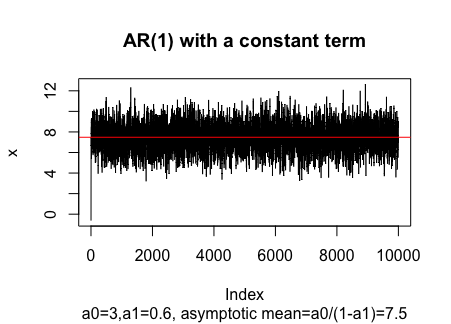 AR(1) with a constant term
x
12
8
4
0
0 2000 4000 6000 8000 10000
Index
a0=3,a1=0.6, asymptotic mean=a0/(1-a1)=7.5